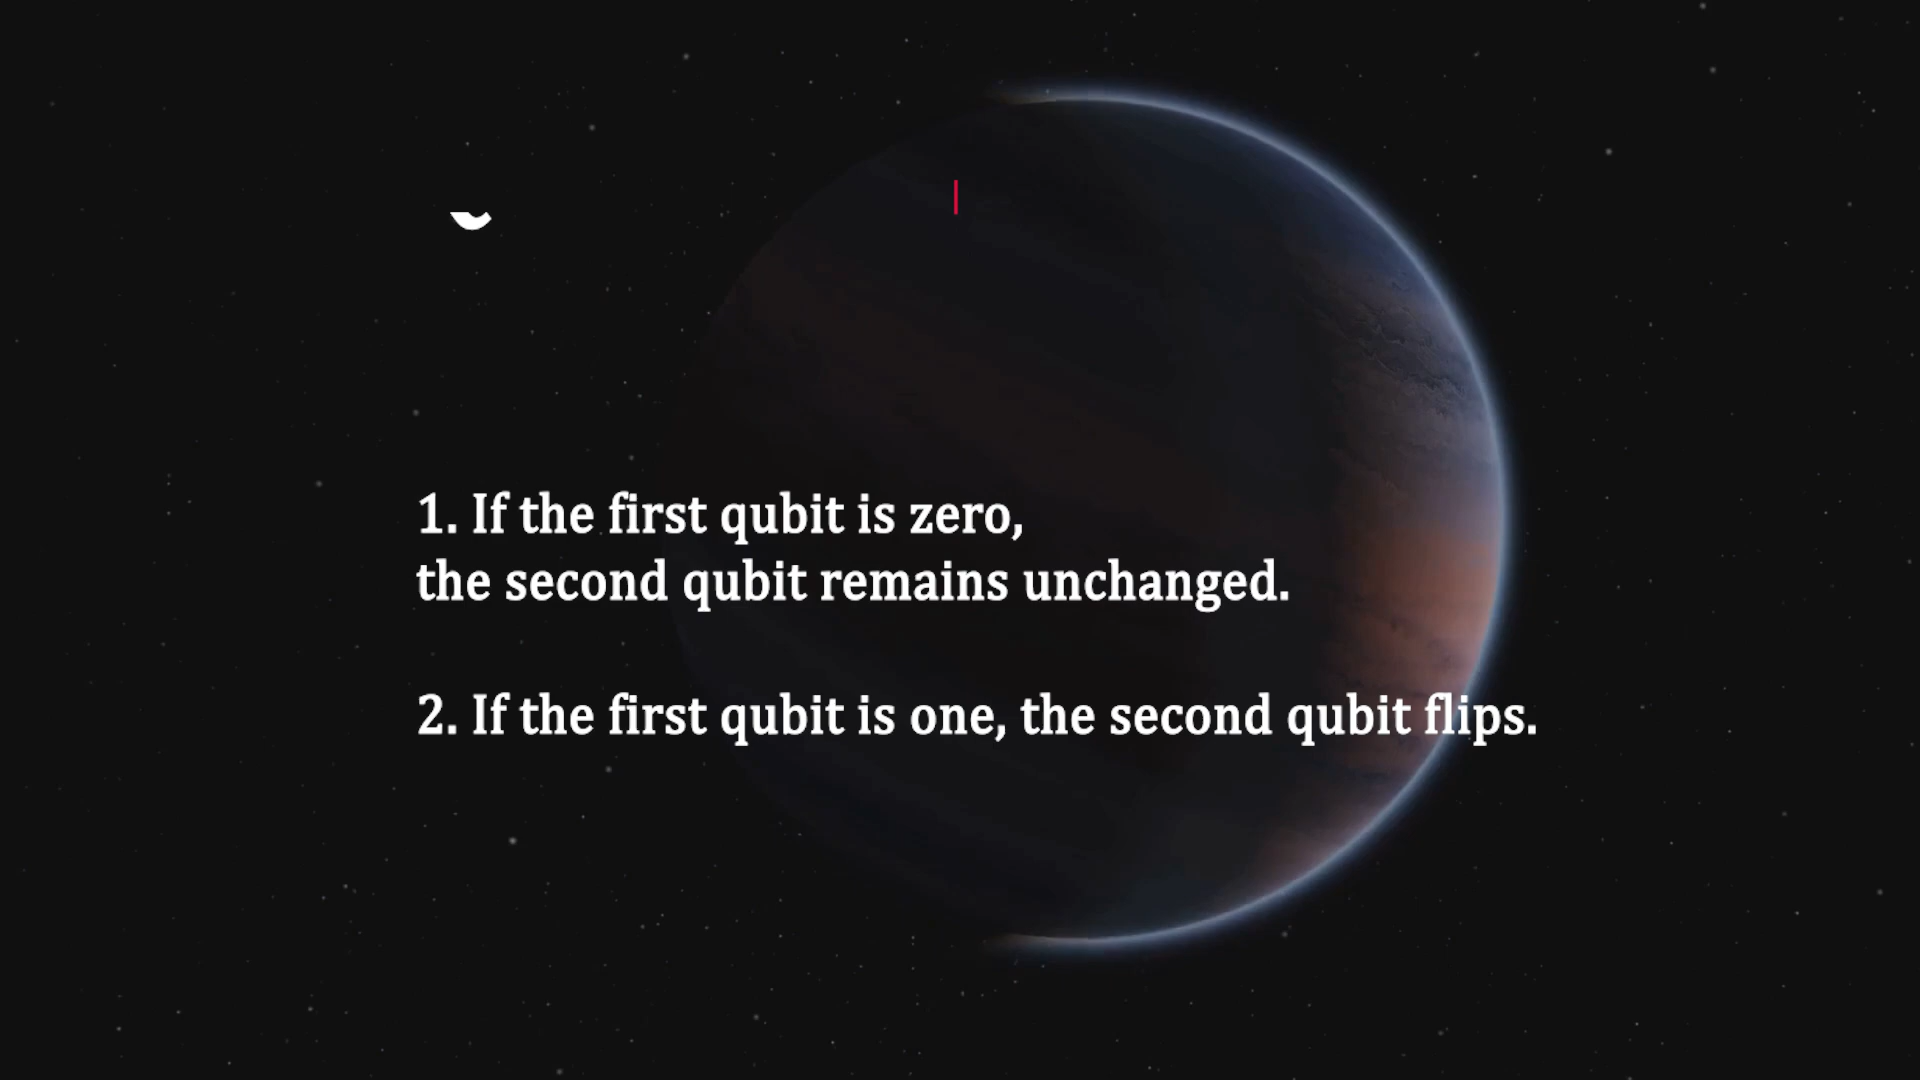 1. If the first qubit is zero,
the second qubit remains unchanged.
2. If the first qubit is one, the second qubit flips.